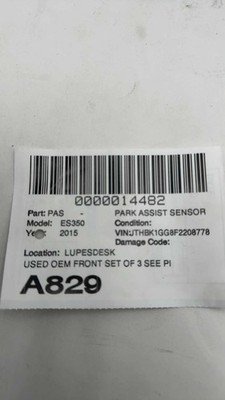 0000014482
Part: PAS - PARK ASSIST SENSOR
Model: ES350 Condition:
2015 VIN:JTHBK1GG8F2208778
Damage Code:
Location: LUPESDESK
USED OEM FRONT SET OF 3 SEE PI
A829